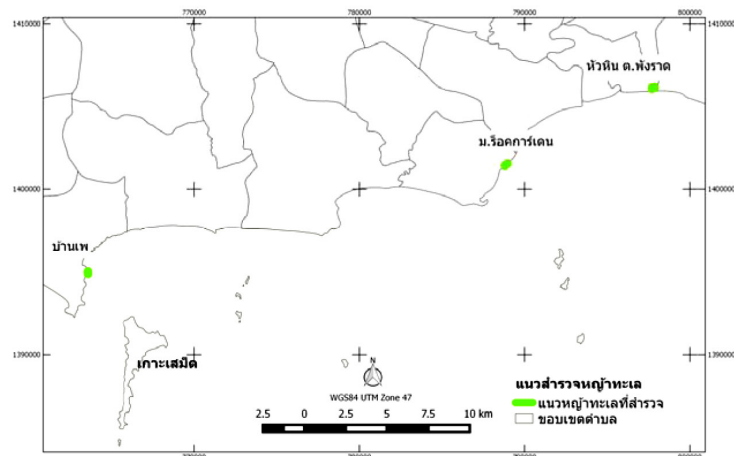 1410000
770000
780000
790000
800000
1410000
หัวหิน ต.พังราด
ม.ร็อคการ์เดน
1400000
1400000
บ้านเพ
1390000
1390000
เกาะเสม็ด
N
WGS84 UTM Zone 47
2.5 0 2.5 5 7.5 10 km
แนวสำรวจหญ้าทะเล
แนวหญ้าทะเลที่สำรวจ
ขอบเขตตำบล
770000
780000
790000
800000